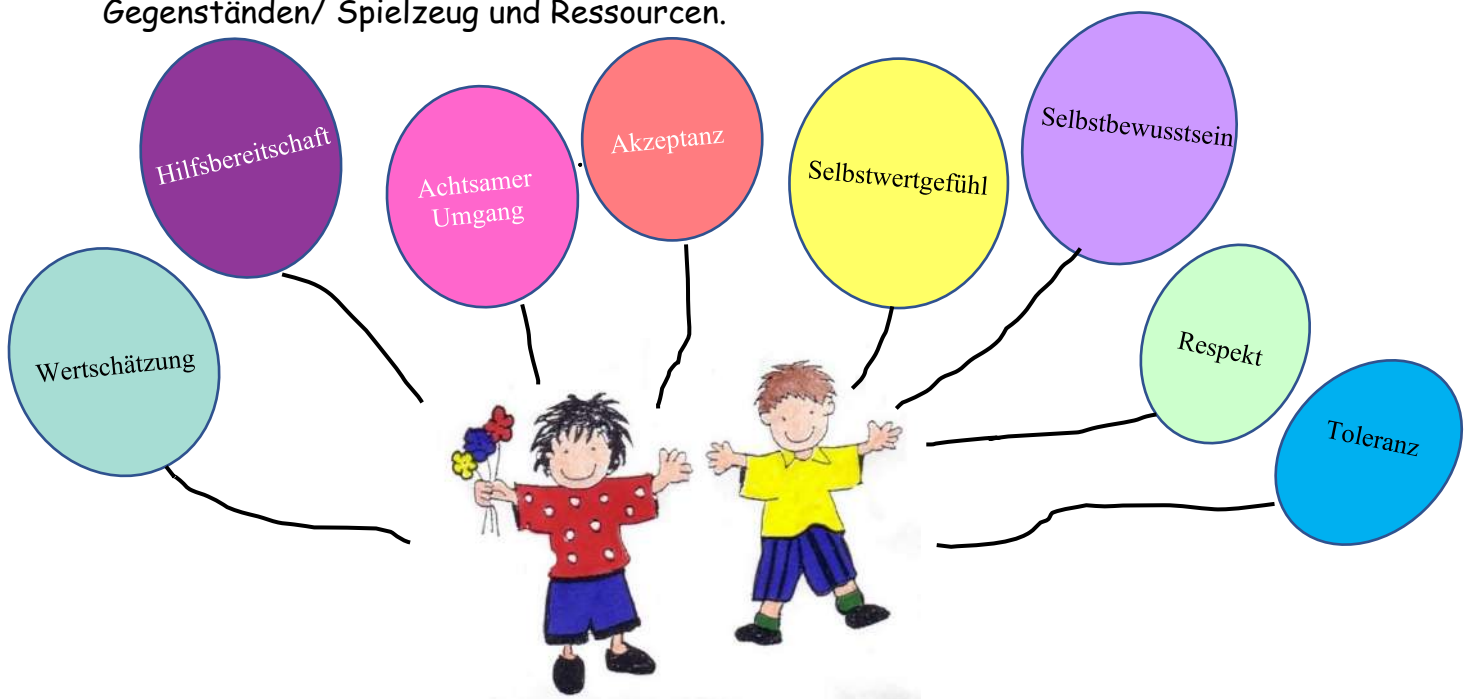 Gegenständen/ Spielzeug und Ressourcen.
Wertschätzung
Hilfsbereitschaft
Achtsamer
Umgang
Akzeptanz
Selbstwertgefühl
Selbstbewusstsein
Respekt
Toleranz